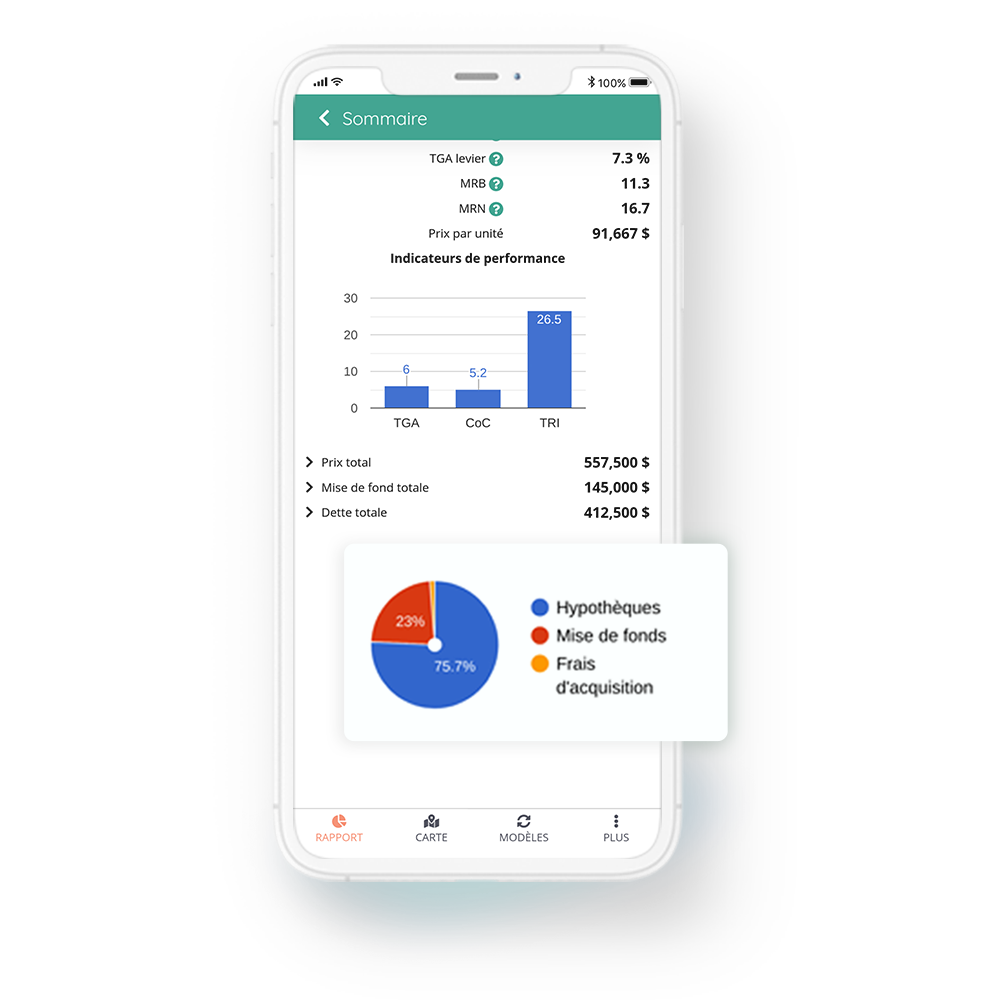 100%
Sommaire
TGA levier ? 7.3 %
MRB ? 11.3
MRN ? 16.7
Prix par unité 91,667 $
Indicateurs de performance
30
20
10
0
6
5.2
26.5
TGA CoC TRI
Prix total 557,500 $
Mise de fond totale 145,000 $
Dette totale 412,500 $
23%
75.7%
Hypothèques
Mise de fonds
Frais
d'acquisition
RAPPORT CARTE MODÈLES PLUS